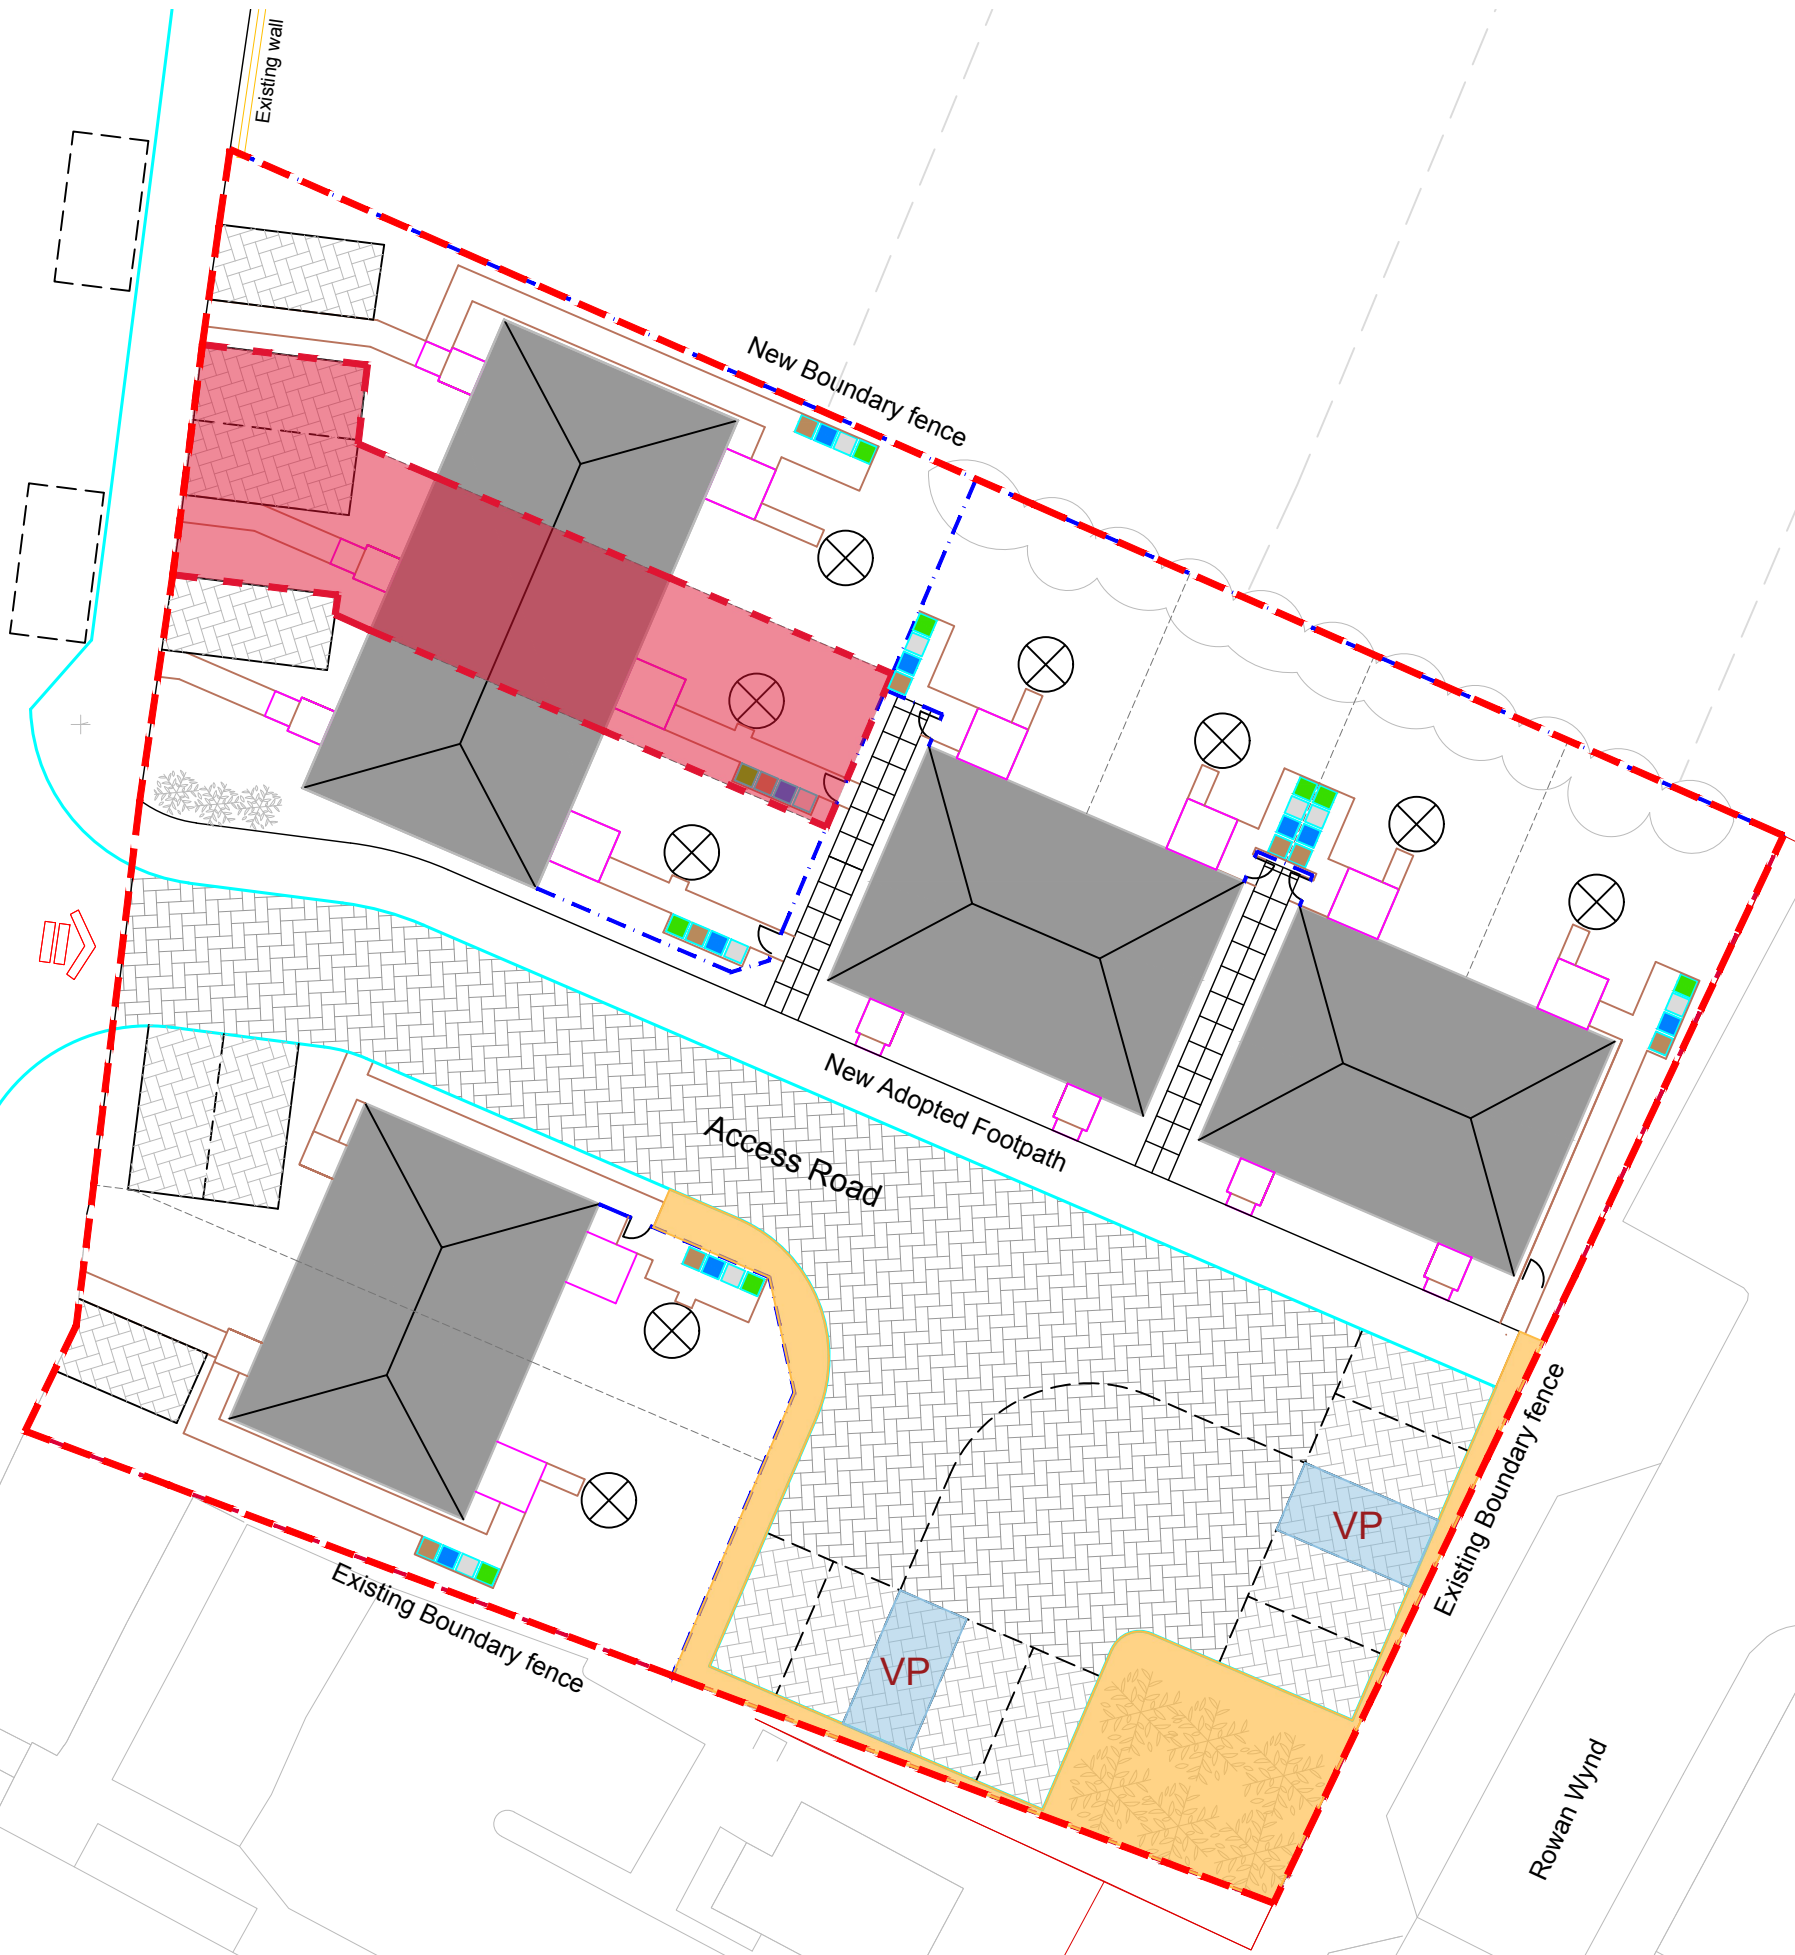 Existing wall
New Boundary fence
New Adopted Footpath
Access Road
VP
VP
Existing Boundary fence
Existing Boundary fence
Rowan Wynd